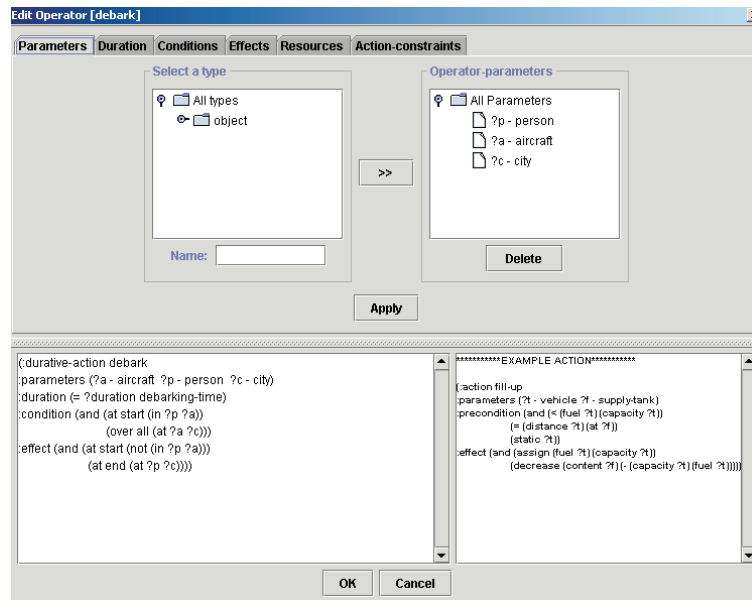 Edit Operator [debark]
Parameters Duration Conditions Effects Resources Action-constraints
Select a type
All types
object
Name:
>>
Operator-parameters
All Parameters
?p - person
?a - aircraft
?c - city
Delete
Apply
(:durative-action debark
:parameters (?a - aircraft ?p - person ?c - city)
:duration (= ?duration debarking-time)
:condition (and (at start (in ?p ?a))
(over all (at ?a ?c)))
:effect (and (at start (not (in ?p ?a)))
(at end (at ?p ?c))))
***********EXAMPLE ACTION***********
(:action fill-up
:parameters (?t - vehicle ?f - supply-tank)
:precondition (and (< (fuel ?t) (capacity ?t))
(= (distance ?t) (at ?f))
(static ?t))
:effect (and (assign (fuel ?t) (capacity ?t))
(decrease (content ?f) (- (capacity ?t) (fuel ?t)))))
OK Cancel